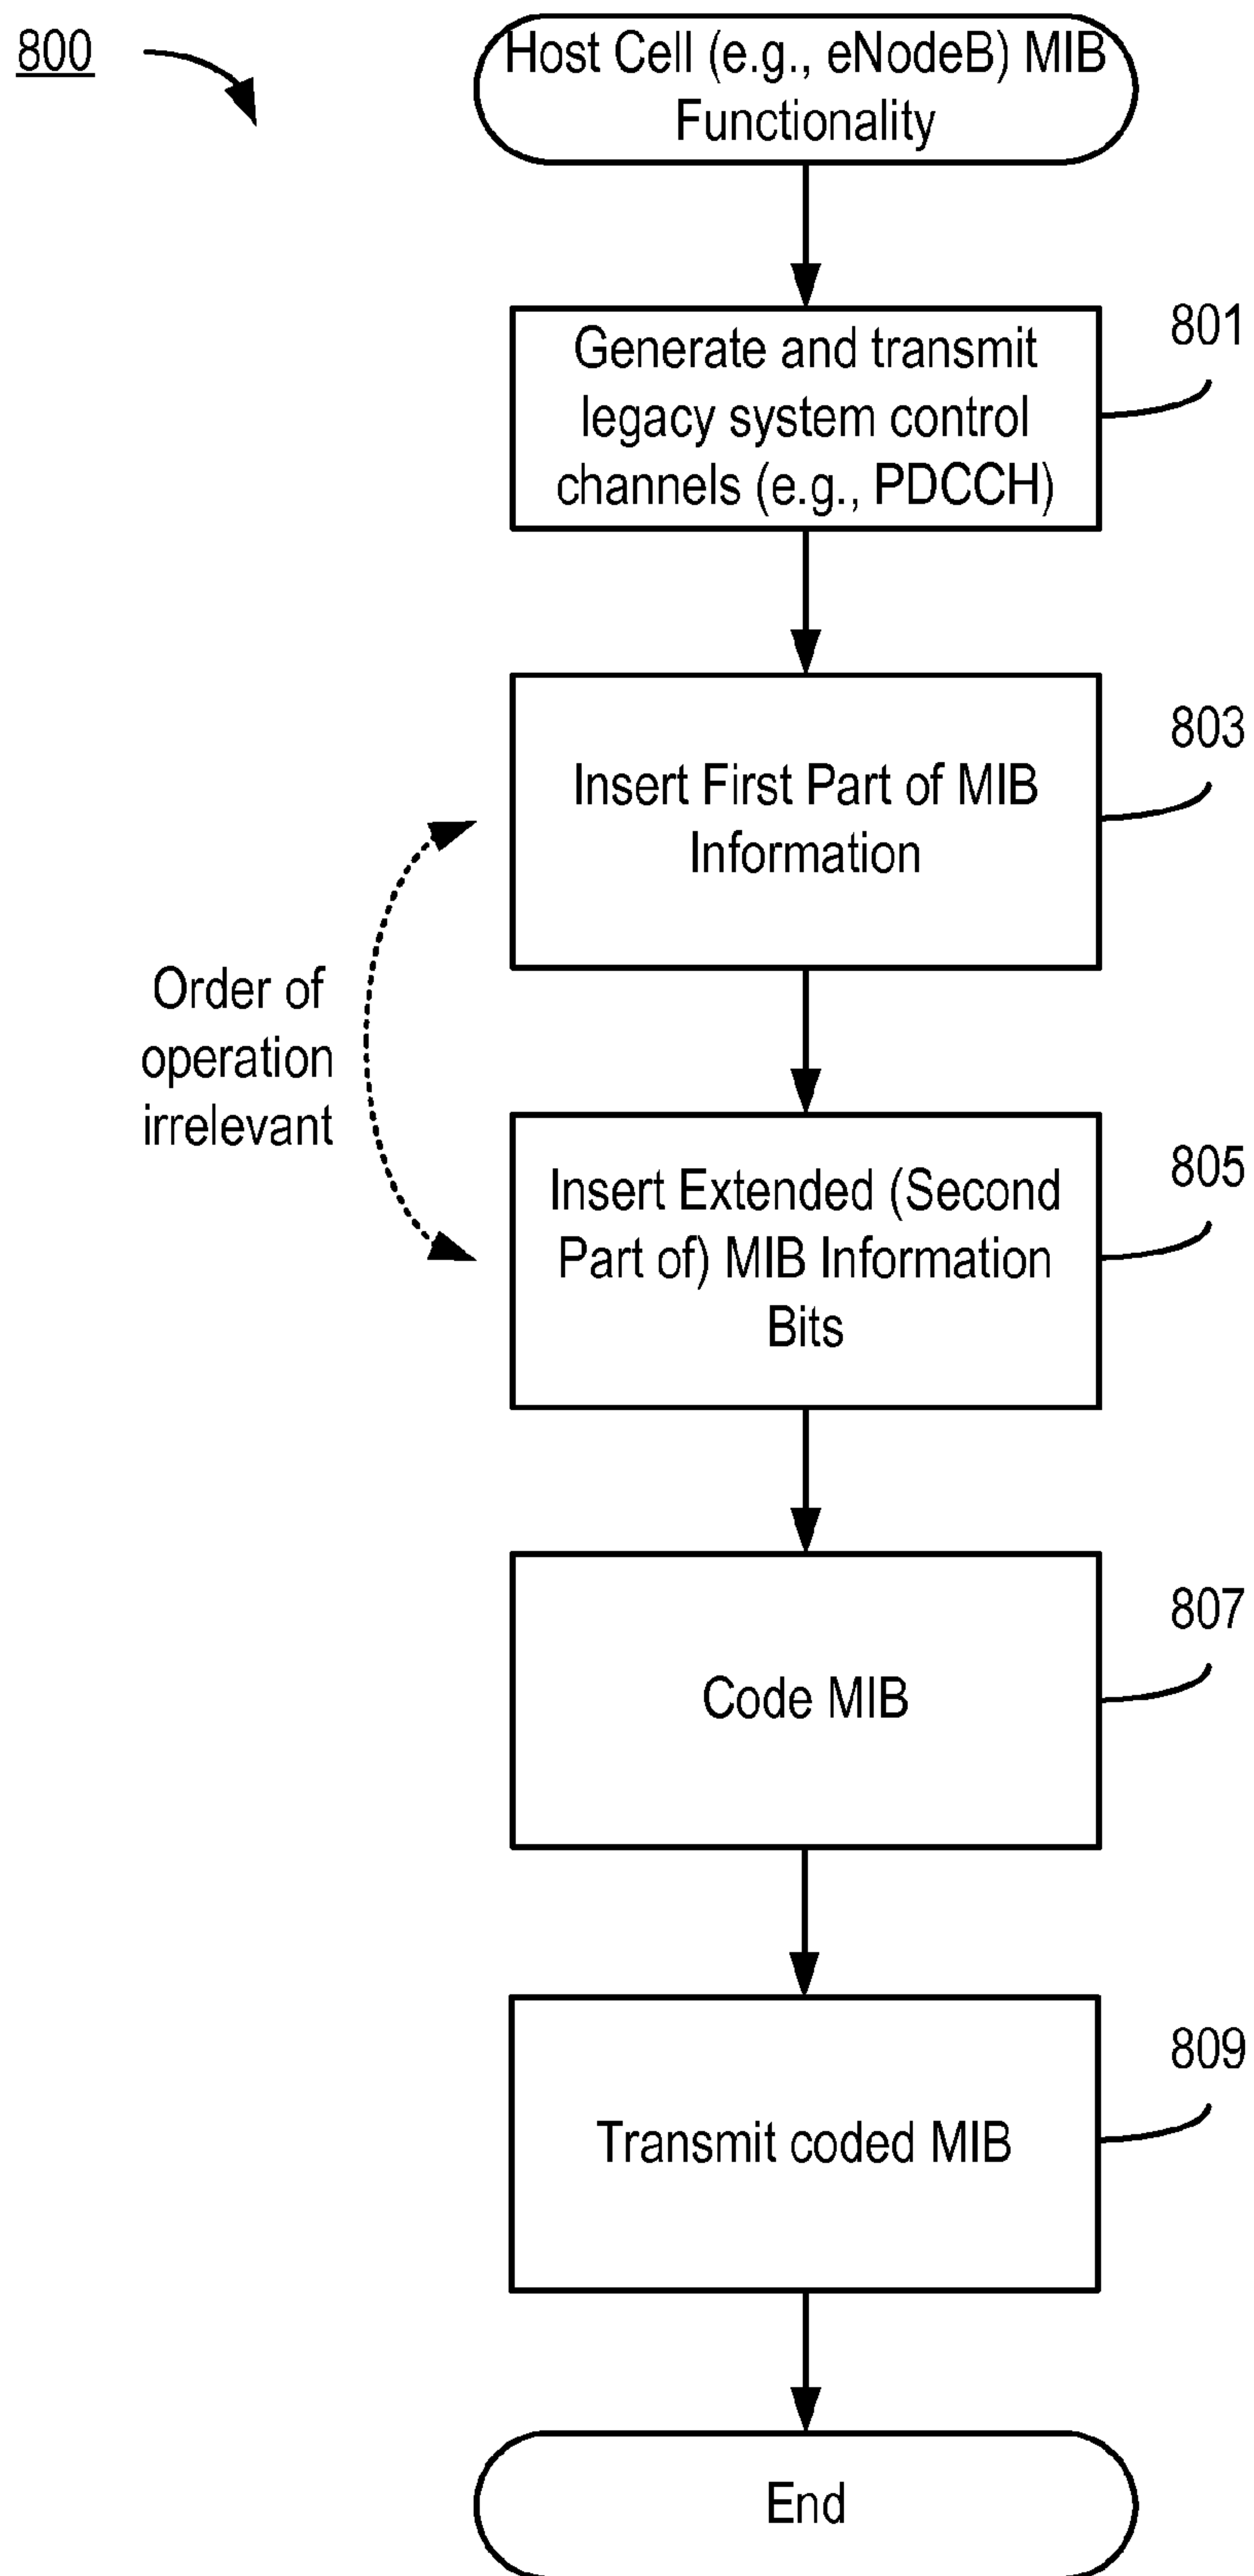 800
Host Cell (e.g., eNodeB) MIB
Functionality
801
Generate and transmit
legacy system control
channels (e.g., PDCCH)
803
Insert First Part of MIB
Information
Order of
operation
irrelevant
805
Insert Extended (Second
Part of) MIB Information
Bits
807
Code MIB
809
Transmit coded MIB
End